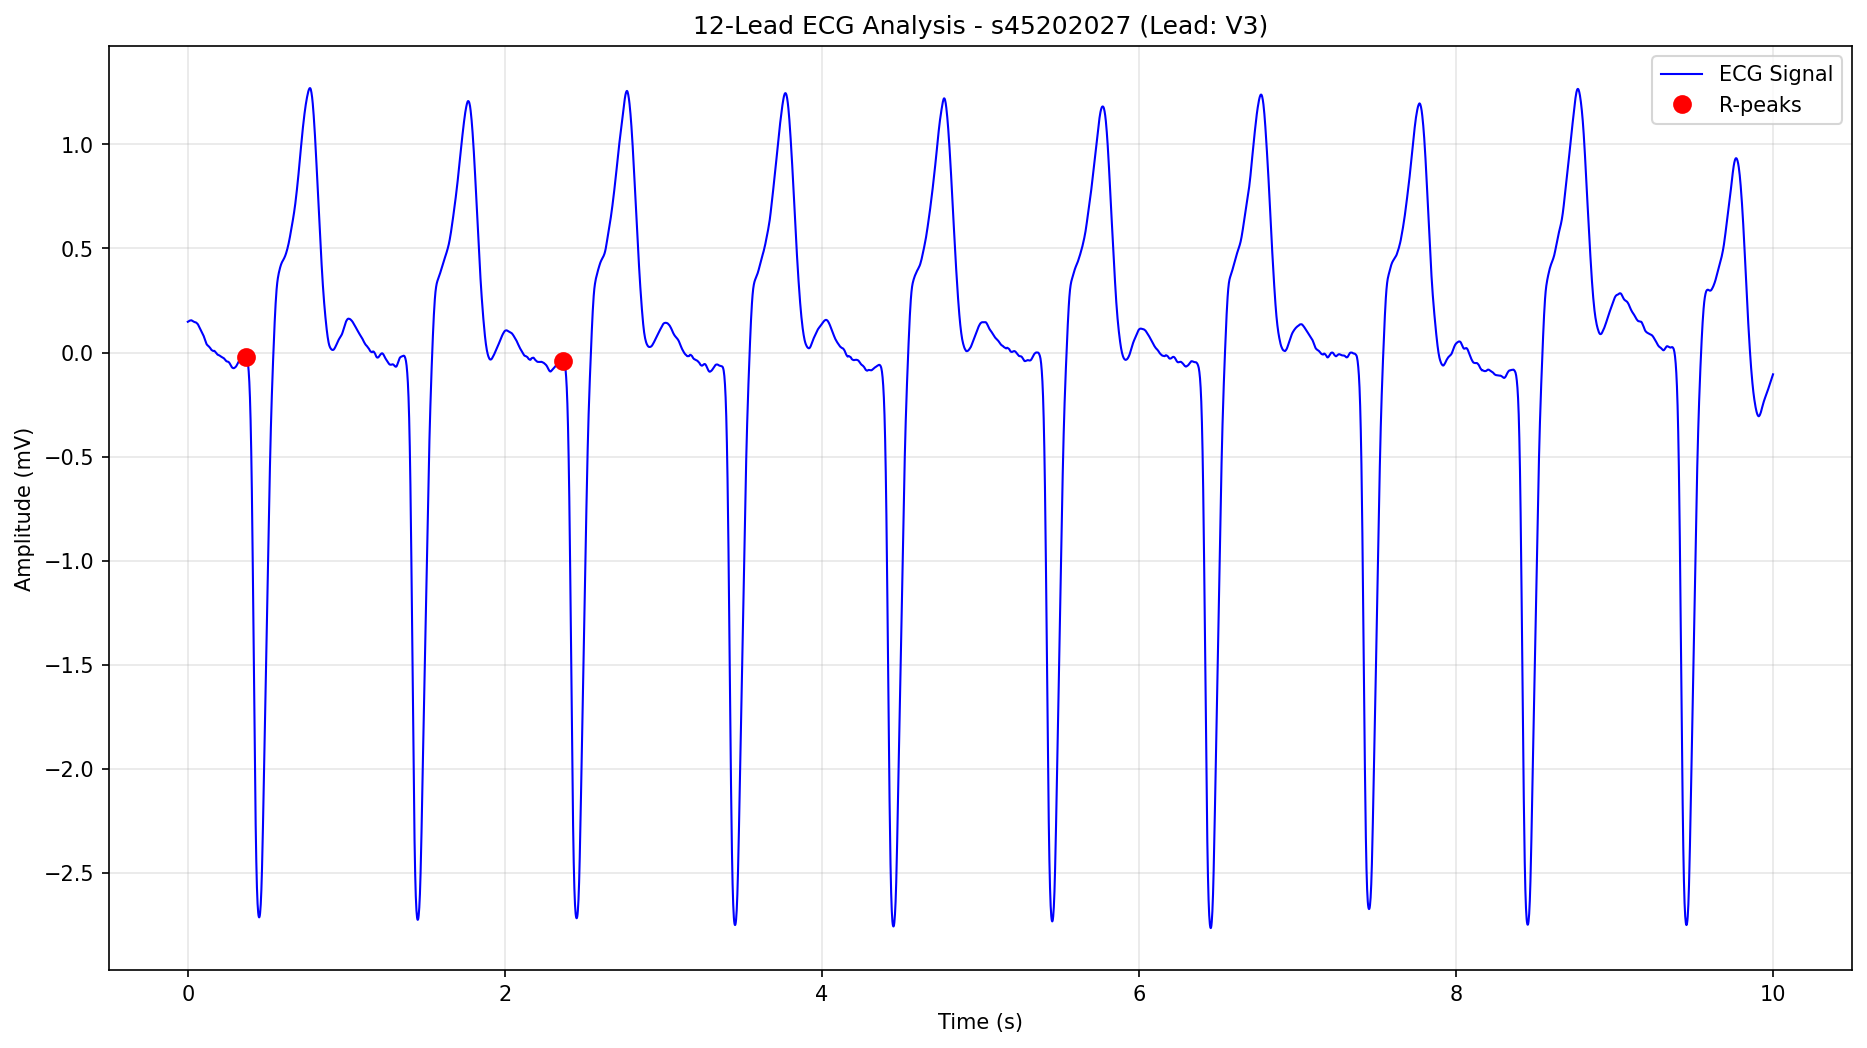 12-Lead ECG Analysis - s45202027 (Lead: V3)
ECG Signal
R-peaks
1.0
0.5
0.0
−0.5
−1.0
−1.5
−2.0
−2.5
Amplitude (mV)
0 2 4 6 8 10
Time (s)